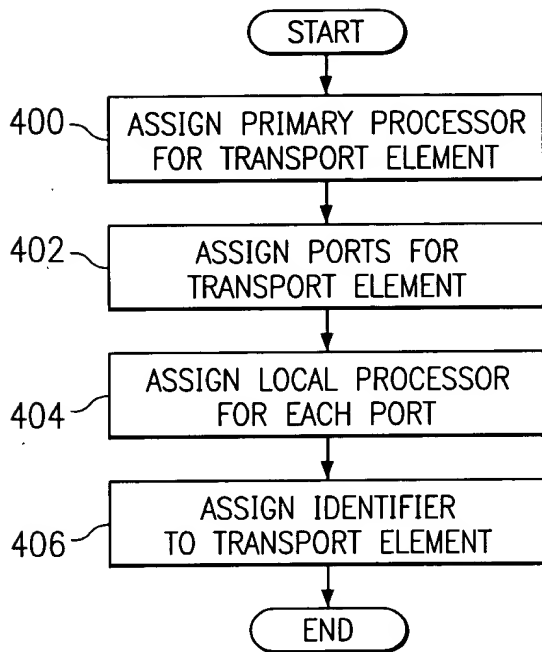 START
400
ASSIGN PRIMARY PROCESSOR
FOR TRANSPORT ELEMENT
402
ASSIGN PORTS FOR
TRANSPORT ELEMENT
404
ASSIGN LOCAL PROCESSOR
FOR EACH PORT
406
ASSIGN IDENTIFIER
TO TRANSPORT ELEMENT
END